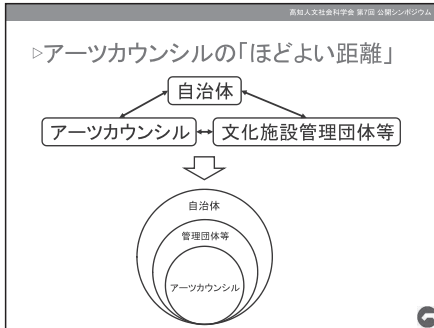 高知人文社会科学会 第7回 公開シンポジウム
▷アーツカウンシルの「ほどよい距離」
自治体
アーツカウンシル
文化施設管理団体等
自治体
管理団体等
アーツカウンシル